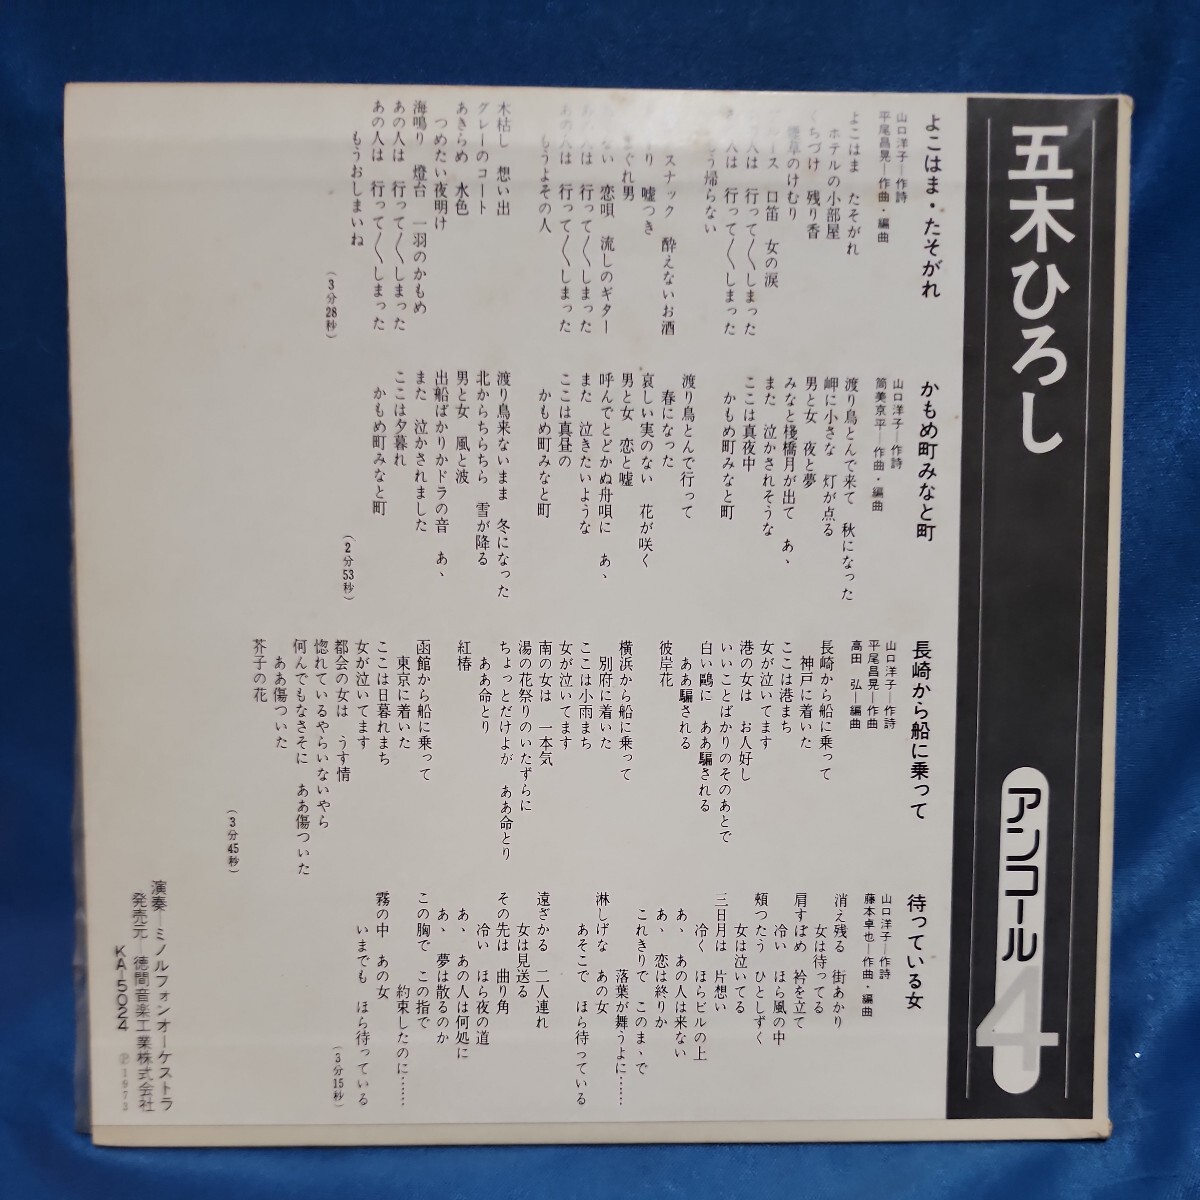 五木ひろし
アンコール4
よこはま・たそがれ
山口洋子―作詩
平尾昌晃―作曲・編曲
よこはま　たそがれ
ホテルの小部屋
くちづけ　残り香
煙草のけむり
ブルース　口笛　女の涙
人は　行って〱しまった
人は　行って〱しまった
もう帰らない
スナック　酔えないお酒
り　嘘つき
まぐれ男
ない　恋唄　流しのギター
あの人は　行って〱しまった
あの人は　行って〱しまった
もうよその人
木枯し　想い出
グレーのコート
あきらめ　水色
つめたい夜明け
海鳴り　燈台　一羽のかもめ
あの人は　行って〱しまった
あの人は　行って〱しまった
もうおしまいね
(3分28秒)
かもめ町みなと町
山口洋子―作詩
筒美京平―作曲・編曲
渡り鳥とんで来て　秋になった
岬に小さな　灯が点る
男と女　夜と夢
みなと棧橋月が出て　あゝ
また　泣かされそうな
ここは真夜中
かもめ町みなと町
渡り鳥とんで行って
春になった
哀しい実のない　花が咲く
男と女　恋と嘘
呼んでとどかぬ舟唄に　あゝ
また　泣きたいような
ここは真昼の
かもめ町みなと町
渡り鳥来ないまま　冬になった
北からちらちら　雪が降る
男と女　風と波
出船ばかりかドラの音　あゝ
また　泣かされました
ここは夕暮れ
かもめ町みなと町
(2分53秒)
長崎から船に乗って
山口洋子―作詩
平尾昌晃―作曲
高田　弘―編曲
長崎から船に乗って
神戸に着いた
ここは港まち
女が泣いてます
港の女は　お人好し
いいことばかりのそのあとで
白い鷗に　ああ騙される
ああ騙される
彼岸花
横浜から船に乗って
別府に着いた
ここは小雨まち
女が泣いてます
南の女は　一本気
湯の花祭りのいたずらに
ちょっとだけよが　ああ命とり
ああ命とり
紅椿
函館から船に乗って
東京に着いた
ここは日暮れまち
女が泣いてます
都会の女は　うす情
惚れているやらいないやら
何んでもなさそに　ああ傷ついた
ああ傷ついた
芥子の花
(3分45秒)
待っている女
山口洋子―作詩
藤本卓也―作曲・編曲
消え残る　街あかり
女は待ってる
肩すぼめ　衿を立て
冷い　ほら風の中
頰つたう　ひとしずく
女は泣いてる
三日月は　片想い
冷く　ほらビルの上
あゝ　あの人は来ない
あゝ　恋は終りか
これきりで　このまゝで
落葉が舞うように……
淋しげな　あの女
あそこで　ほら待っている
遠ざかる　二人連れ
女は見送る
その先は　曲り角
冷い　ほら夜の道
あゝ　あの人は何処に
あゝ　夢は散るのか
この胸で　この指で
約束したのに……
霧の中　あの女
いまでも　ほら待っている
(3分15秒)
演奏―ミノルフォンオーケストラ
発売元―徳間音楽工業株式会社
KA-5024　Ⓟ1973